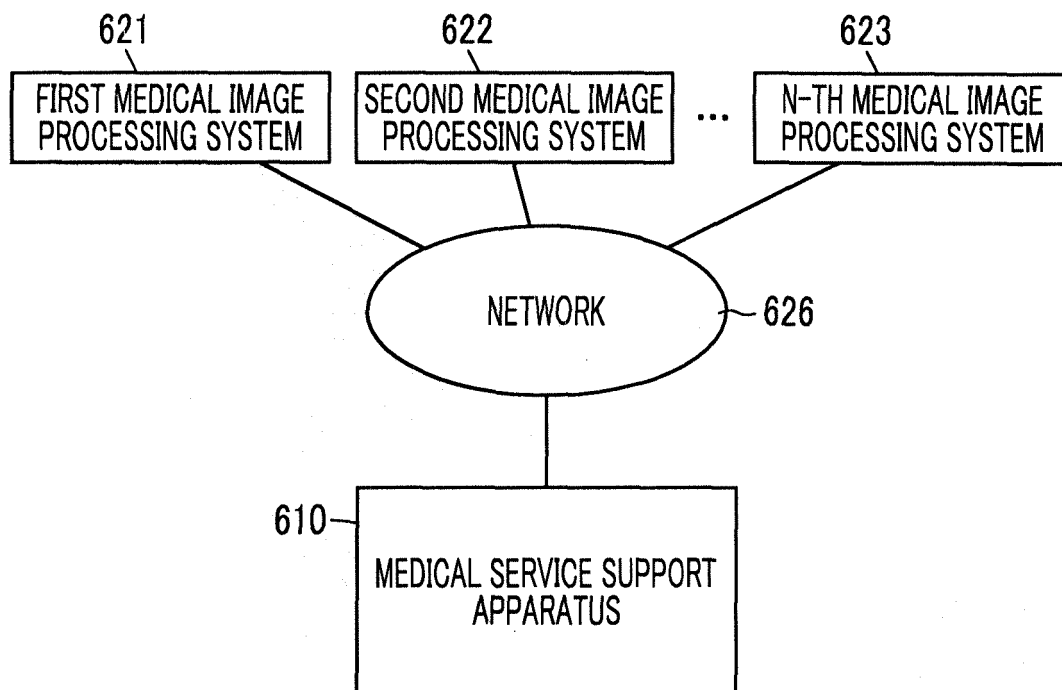 621
622
623
FIRST MEDICAL IMAGE
PROCESSING SYSTEM
SECOND MEDICAL IMAGE
PROCESSING SYSTEM
...
N-TH MEDICAL IMAGE
PROCESSING SYSTEM
NETWORK
626
610
MEDICAL SERVICE SUPPORT
APPARATUS